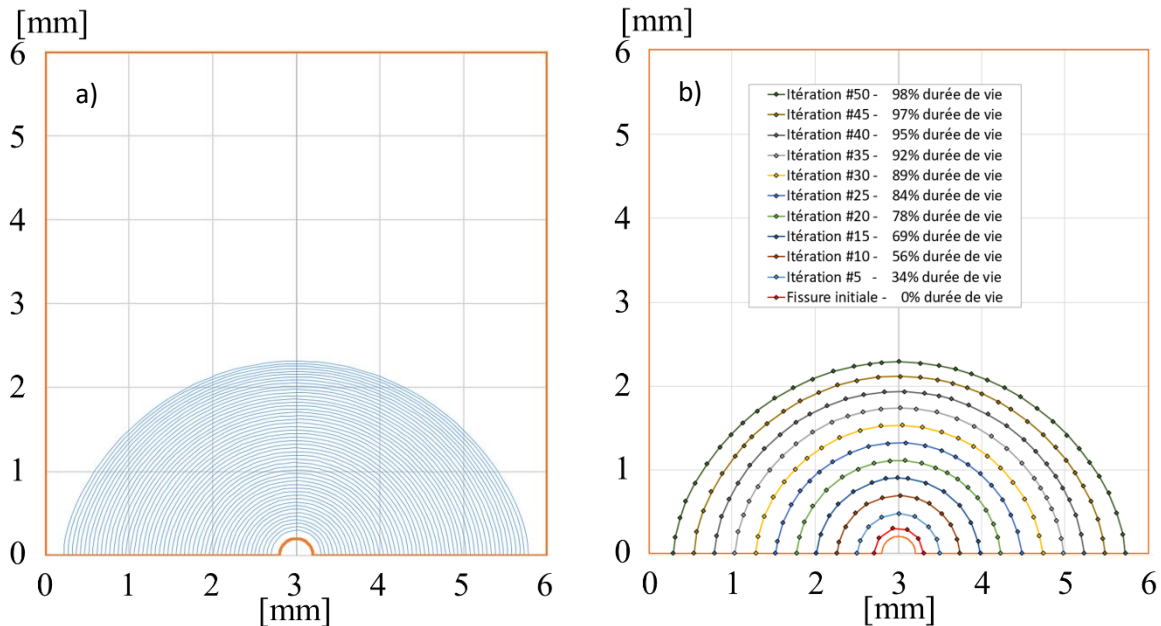 [mm]
6
a)
5
4
3
2
1
0
0 1 2 3 4 5 6
[mm]
[mm]
6
b)
Itération #50 - 98% durée de vie
Itération #45 - 97% durée de vie
Itération #40 - 95% durée de vie
Itération #35 - 92% durée de vie
Itération #30 - 89% durée de vie
Itération #25 - 84% durée de vie
Itération #20 - 78% durée de vie
Itération #15 - 69% durée de vie
Itération #10 - 56% durée de vie
Itération #5 - 34% durée de vie
Fissure initiale - 0% durée de vie
5
4
3
2
1
0
0 1 2 3 4 5 6
[mm]